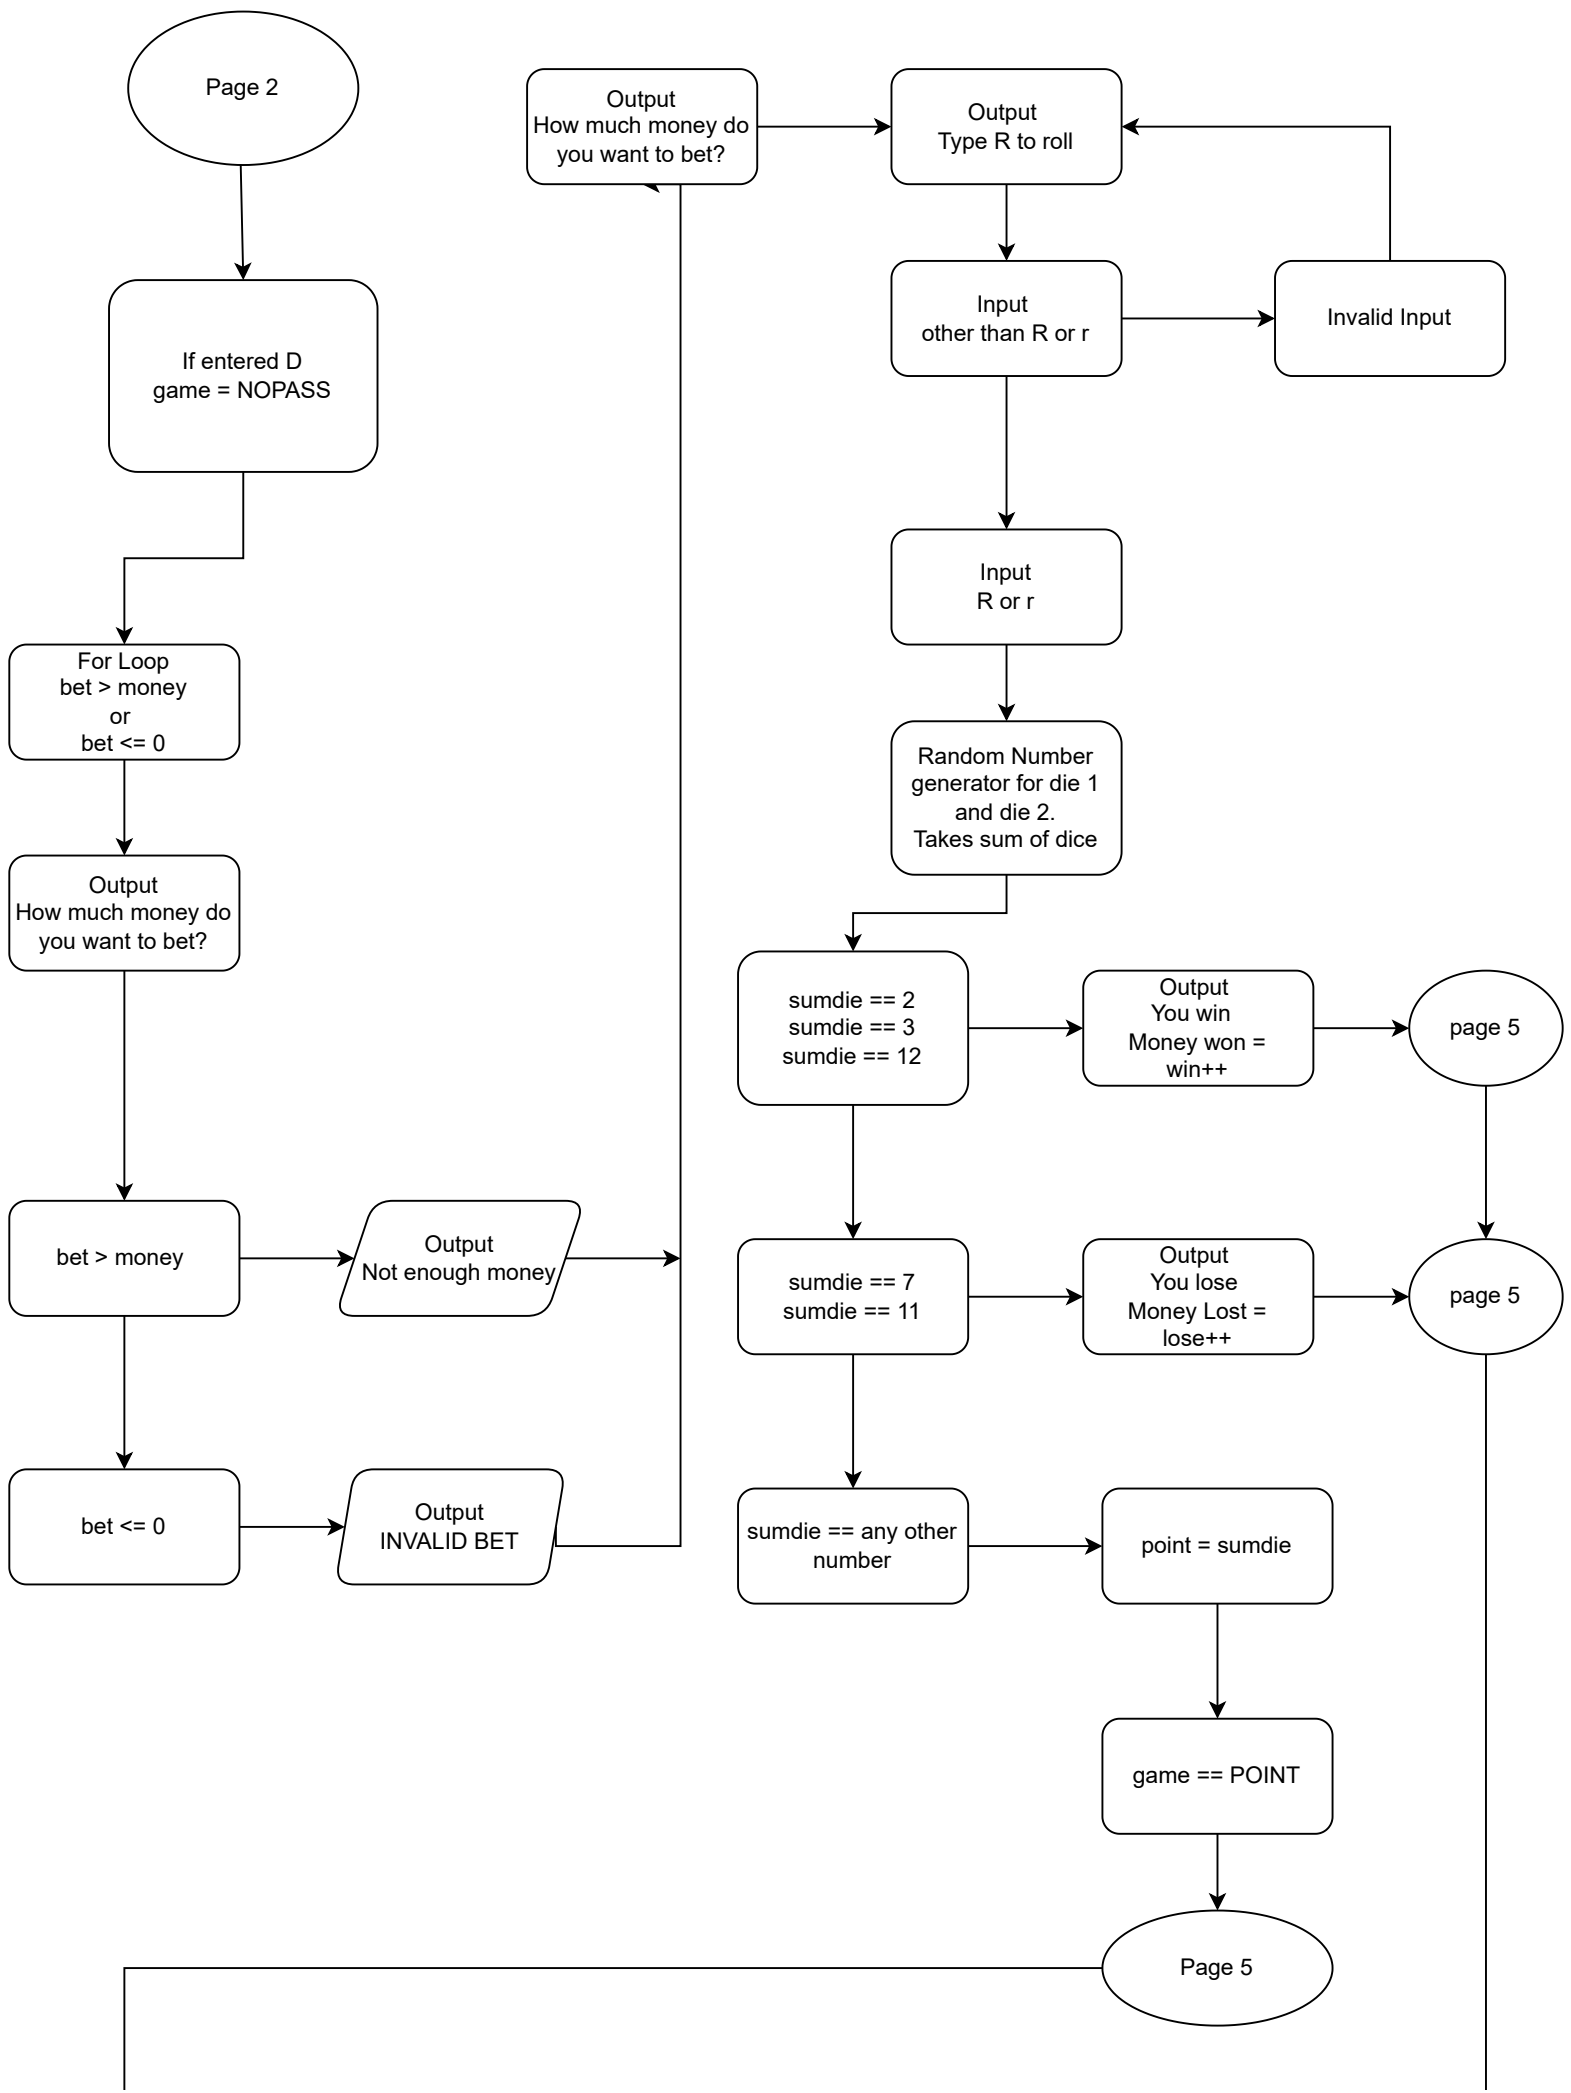 Page 2
If entered D
game = NOPASS
For Loop
bet > money
or
bet <= 0
Output
How much money do
you want to bet?
bet > money
Output
Not enough money
bet <= 0
Output
INVALID BET
Output
How much money do
you want to bet?
Output
Type R to roll
Input
other than R or r
Invalid Input
Input
R or r
Random Number
generator for die 1
and die 2.
Takes sum of dice
sumdie == 2
sumdie == 3
sumdie == 12
Output
You win
Money won =
win++
page 5
sumdie == 7
sumdie == 11
Output
You lose
Money Lost =
lose++
page 5
sumdie == any other
number
point = sumdie
game == POINT
Page 5